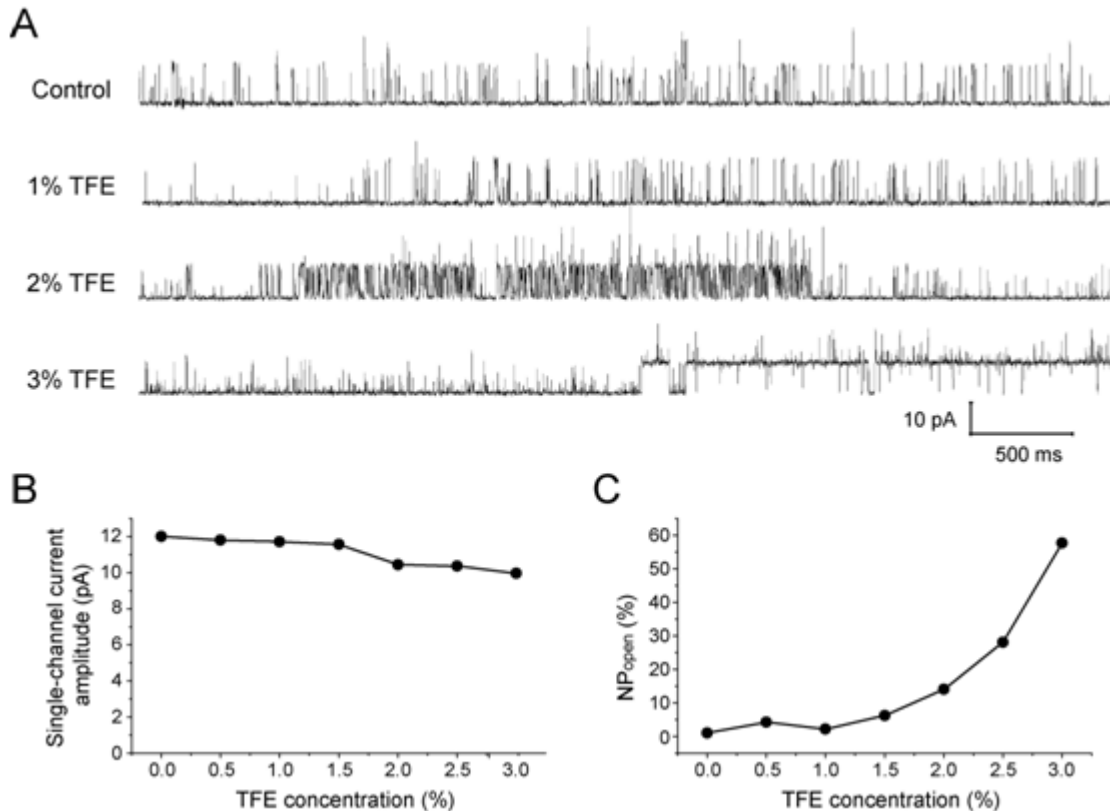 A
Control
1% TFE
2% TFE
3% TFE
10 pA
500 ms
B
Single-channel current
amplitude (pA)
12
10
8
6
4
2
0
0.0 0.5 1.0 1.5 2.0 2.5 3.0
TFE concentration (%)
C
NPopen (%)
60
50
40
30
20
10
0
0.0 0.5 1.0 1.5 2.0 2.5 3.0
TFE concentration (%)